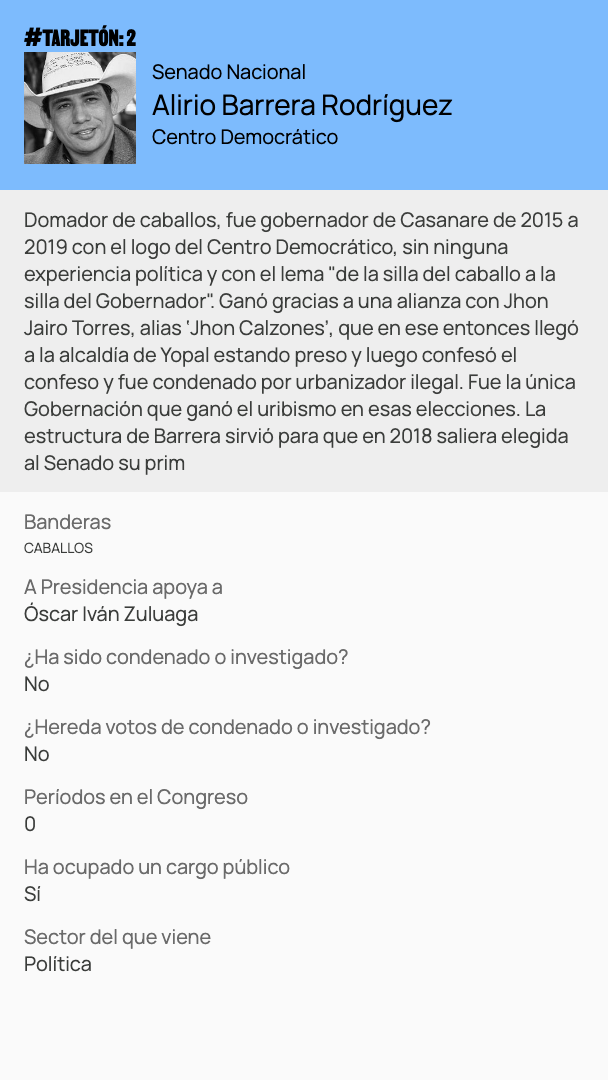 #TARJETÓN: 2
Senado Nacional
Alirio Barrera Rodríguez
Centro Democrático
Domador de caballos, fue gobernador de Casanare de 2015 a
2019 con el logo del Centro Democrático, sin ninguna
experiencia política y con el lema "de la silla del caballo a la
silla del Gobernador". Ganó gracias a una alianza con Jhon
Jairo Torres, alias ‘Jhon Calzones’, que en ese entonces llegó
a la alcaldía de Yopal estando preso y luego confesó el
confeso y fue condenado por urbanizador ilegal. Fue la única
Gobernación que ganó el uribismo en esas elecciones. La
estructura de Barrera sirvió para que en 2018 saliera elegida
al Senado su prim
Banderas
CABALLOS
A Presidencia apoya a
Óscar Iván Zuluaga
¿Ha sido condenado o investigado?
No
¿Hereda votos de condenado o investigado?
No
Períodos en el Congreso
0
Ha ocupado un cargo público
Sí
Sector del que viene
Política